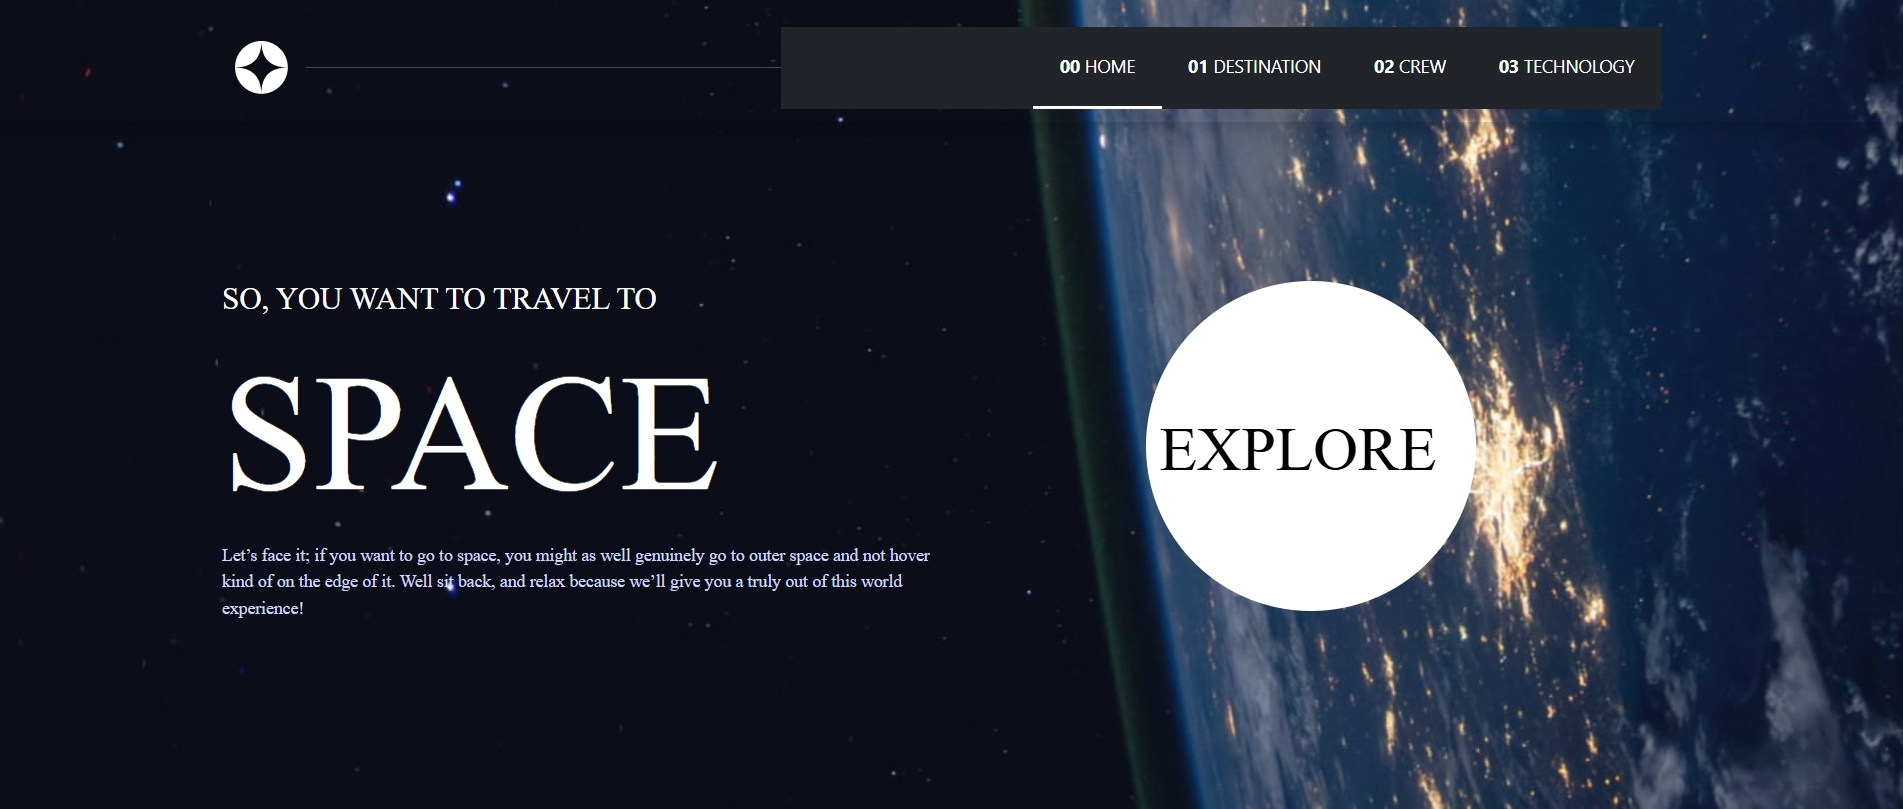 00 HOME 01 DESTINATION 02 CREW 03 TECHNOLOGY
SO, YOU WANT TO TRAVEL TO
SPACE
Let’s face it; if you want to go to space, you might as well genuinely go to outer space and not hover
kind of on the edge of it. Well sit back, and relax because we’ll give you a truly out of this world
experience!
EXPLORE